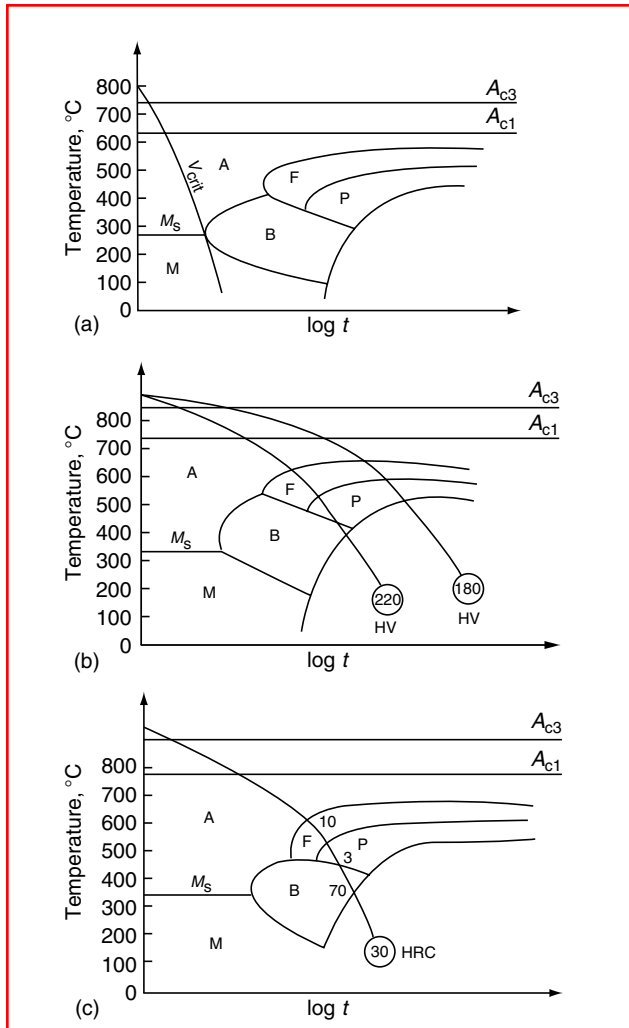 Temperature, °C
800
700
600
500
400
300
200
100
0
A_c3
A_c1
V_crit
A
F
P
B
M_s
M
(a)
log t
Temperature, °C
800
700
600
500
400
300
200
100
0
A_c3
A_c1
A
F
P
B
M_s
M
220
HV
180
HV
(b)
log t
Temperature, °C
800
700
600
500
400
300
200
100
0
A_c3
A_c1
A
10
F
P
3
B
70
M_s
M
30
HRC
(c)
log t